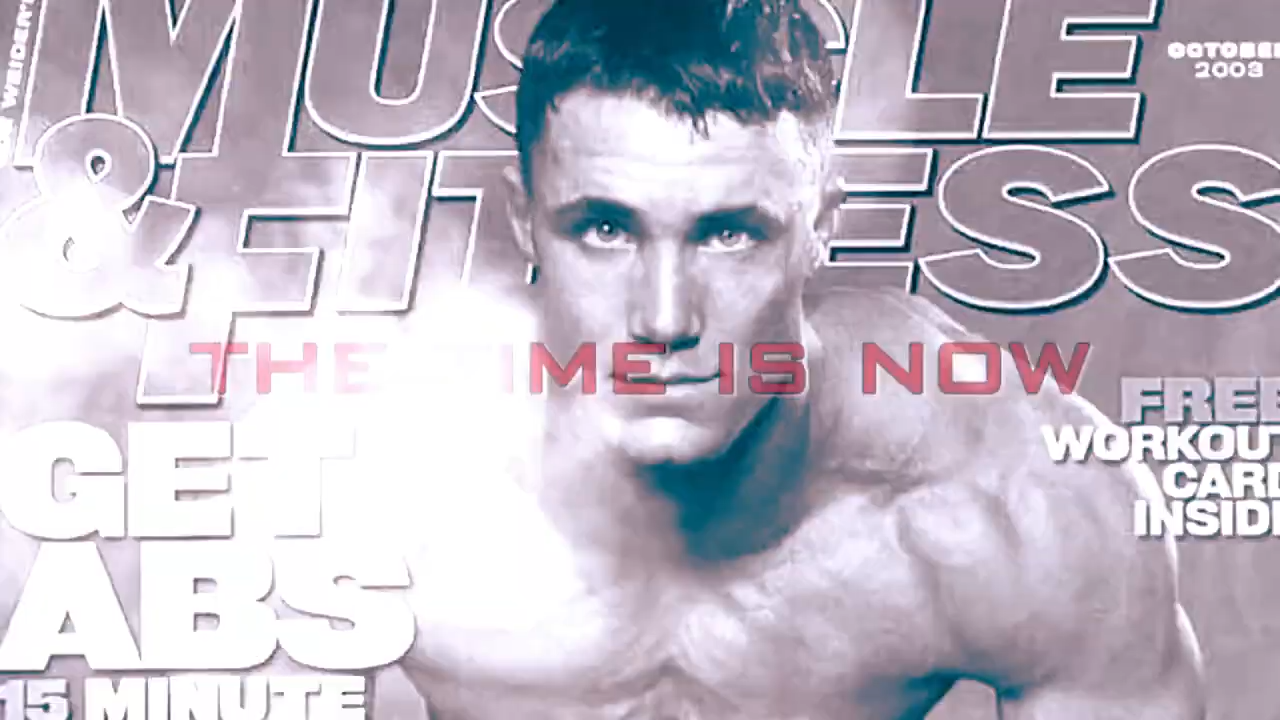 WEIDER'S
MUSCLE
& FITNESS
OCTOBER
2003
THE TIME IS NOW
FREE
WORKOUT
CARD
INSIDE
GET
ABS
15 MINUTE